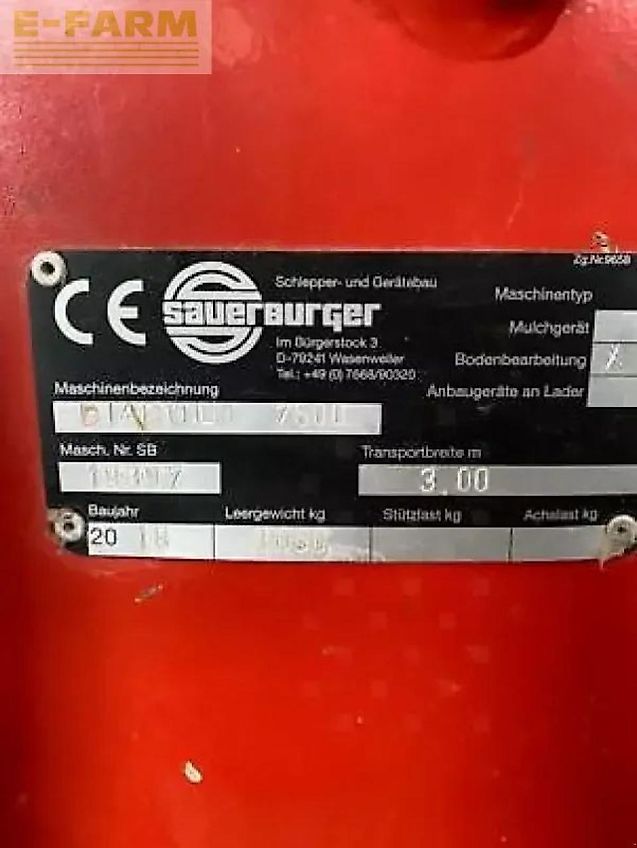 E-FARM
Zg.Nr.9658
CE
Sauerburger
Schlepper- und Gerätebau
Im Bürgerstock 3
D-79241 Wasenweiler
Tel.: +49 (0) 7668/90320
Maschinentyp
Mulchgerät
Bodenbearbeitung X
Anbaugeräte an Lader
Maschinenbezeichnung
Masch. Nr. SB
Transportbreite m
3.00
Baujahr
Leergewicht kg
Stützlast kg
Achslast kg
20 18